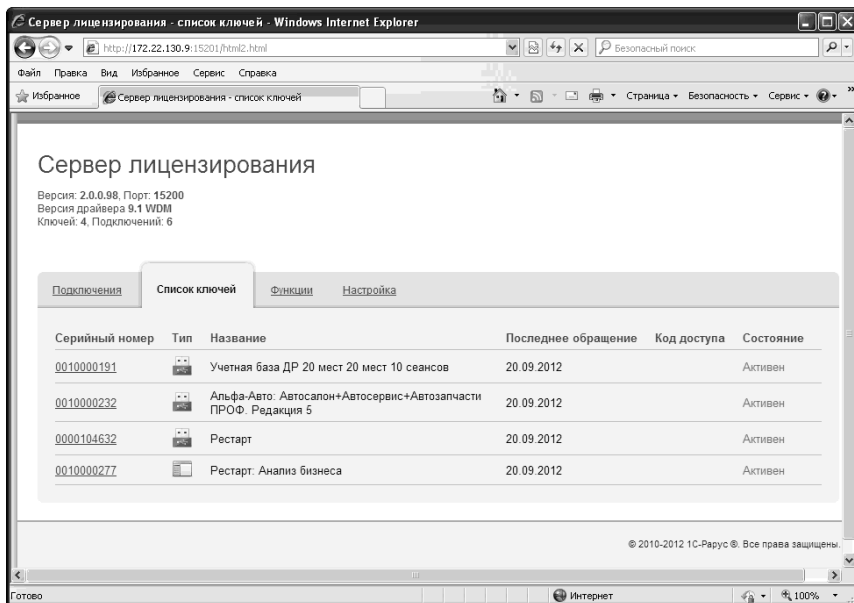 Сервер лицензирования - список ключей - Windows Internet Explorer
http://172.22.130.9:15201/html2.html
Безопасный поиск
Файл Правка Вид Избранное Сервис Справка
Избранное
Сервер лицензирования - список ключей
Страница Безопасность Сервис
Сервер лицензирования
Версия: 2.0.0.98, Порт: 15200
Версия драйвера 9.1 WDM
Ключей: 4, Подключений: 6
Подключения Список ключей Функции Настройка
Серийный номер Тип Название Последнее обращение Код доступа Состояние
0010000191 Учетная база ДР 20 мест 20 мест 10 сеансов 20.09.2012 Активен
0010000232 Альфа-Авто: Автосалон+Автосервис+Автозапчасти
ПРОФ. Редакция 5 20.09.2012 Активен
0000104632 Рестарт 20.09.2012 Активен
0010000277 Рестарт: Анализ бизнеса 20.09.2012 Активен
© 2010-2012 1С-Рарус ®. Все права защищены.
Готово Интернет 100%